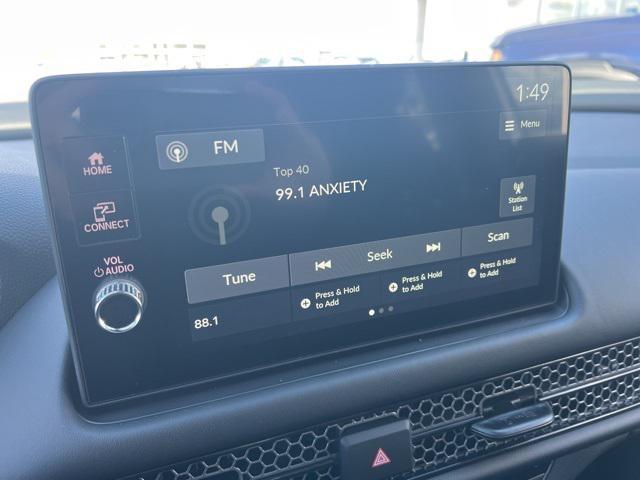 1:49
FM
Menu
HOME
Top 40
99.1 ANXIETY
Station
List
CONNECT
VOL
AUDIO
Tune
Seek
Scan
88.1
Press & Hold
to Add
Press & Hold
to Add
Press & Hold
to Add